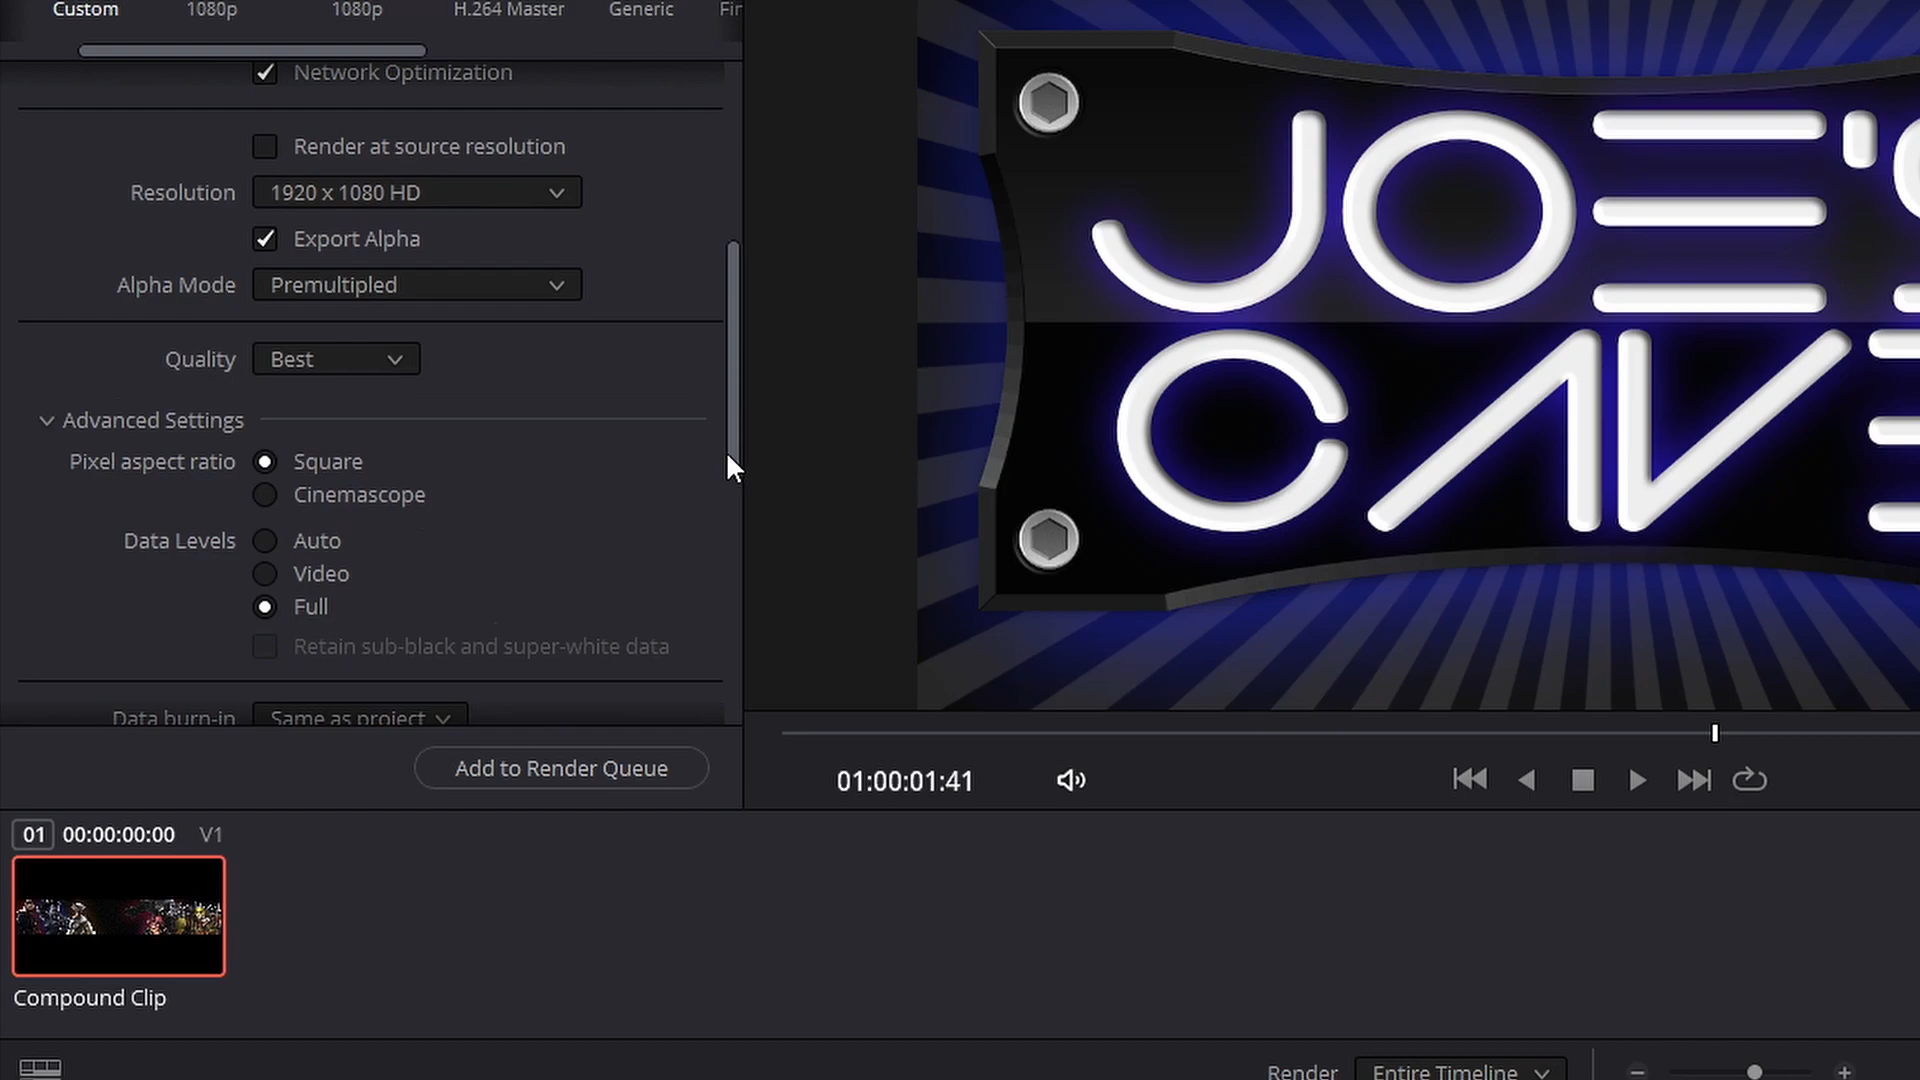 Custom
1080p
1080p
H.264 Master
Generic
Network Optimization
Render at source resolution
Resolution 1920 x 1080 HD
Export Alpha
Alpha Mode Premultipled
Quality Best
Advanced Settings
Pixel aspect ratio Square
Cinemascope
Data Levels Auto
Video
Full
Retain sub-black and super-white data
Data burn-in Same as project
Add to Render Queue
JOE'S
CAVE
01:00:01:41
01 00:00:00:00 V1
Compound Clip
Render Entire Timeline